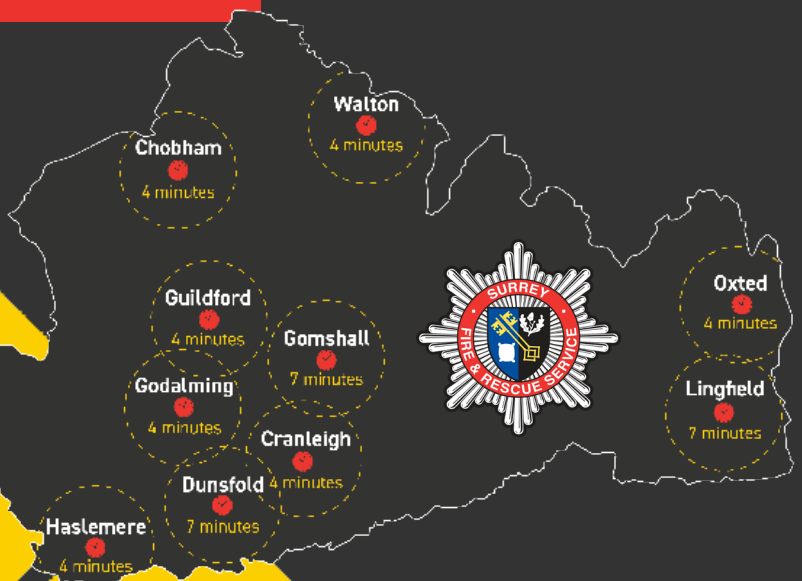 Walton
4 minutes
Chobham
4 minutes
SURREY
FIRE & RESCUE SERVICE
Oxted
4 minutes
Guildford
4 minutes
Gomshall
7 minutes
Godalming
4 minutes
Lingfield
7 minutes
Cranleigh
4 minutes
Dunsfold
7 minutes
Haslemere
4 minutes